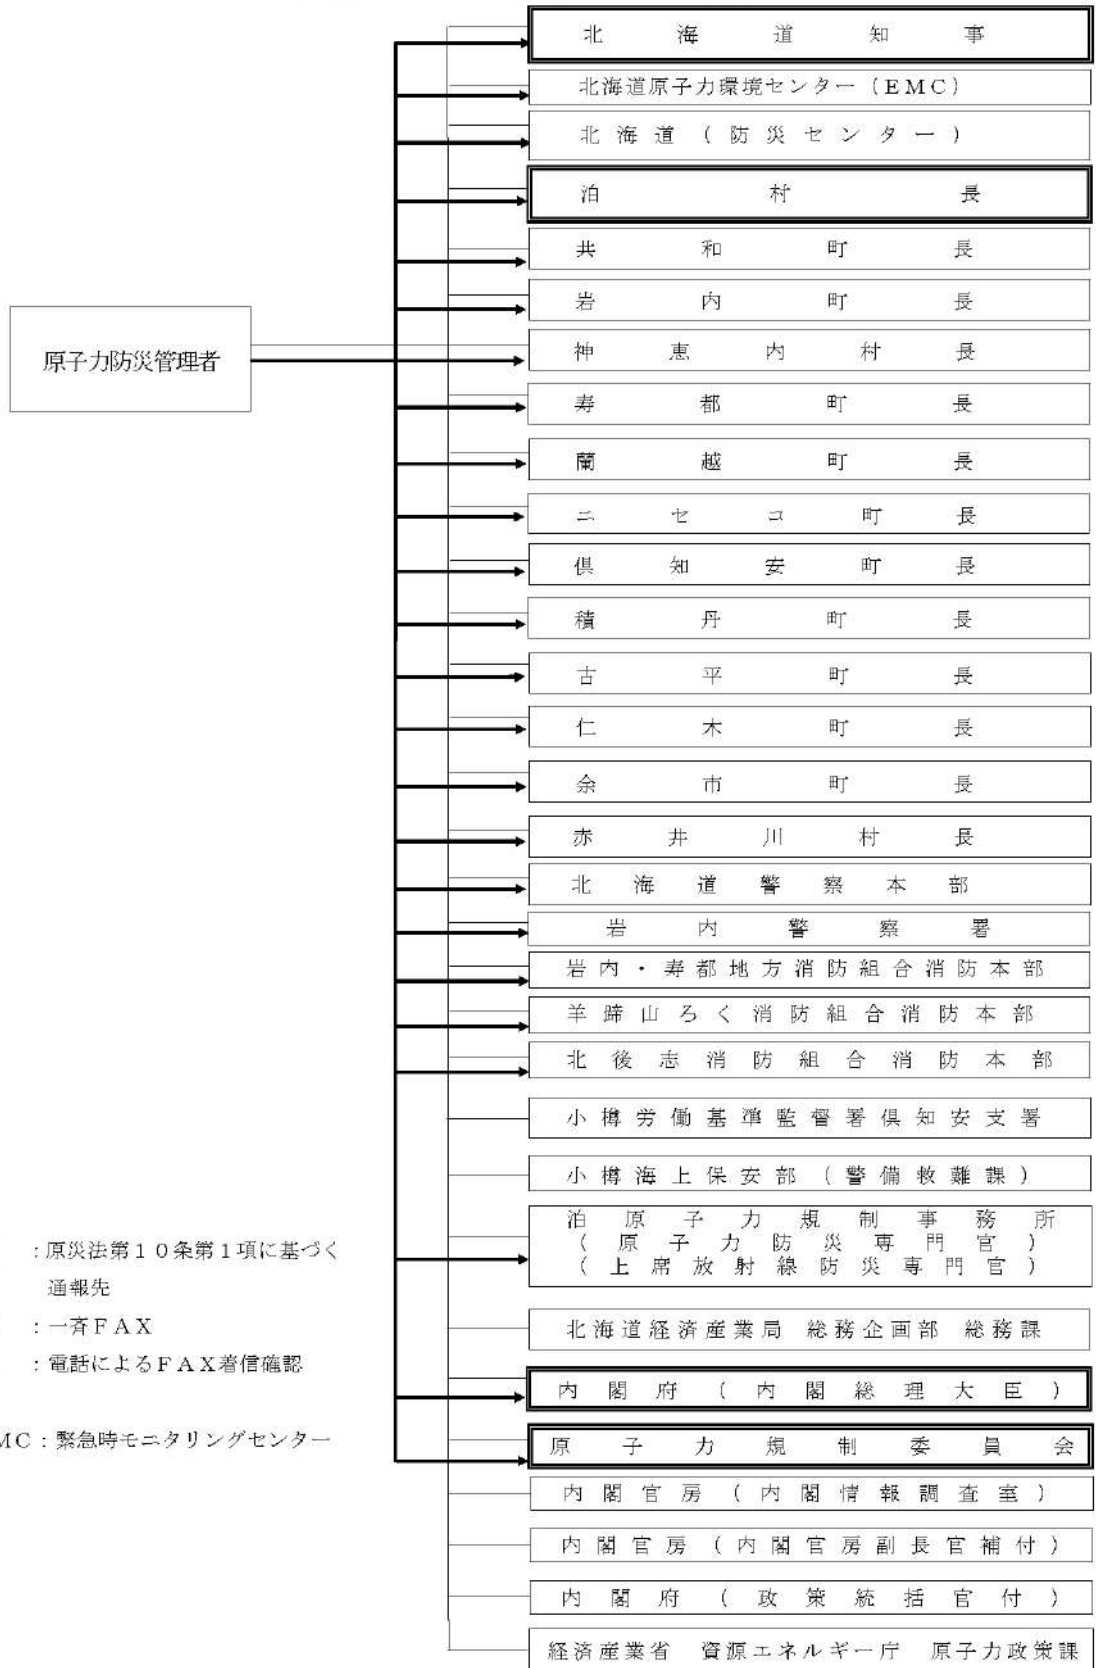 北海道知事
北海道原子力環境センター（EMC）
北海道（防災センター）
泊村長
共和町長
岩内町長
神恵内村長
原子力防災管理者
寿都町長
蘭越町長
ニセコ町長
倶知安町長
積丹町長
古平町長
仁木町長
余市町長
赤井川村長
北海道警察本部
岩内警察署
岩内・寿都地方消防組合消防本部
羊蹄山ろく消防組合消防本部
北後志消防組合消防本部
小樽労働基準監督署倶知安支署
小樽海上保安部（警備救難課）
泊原子力規制事務所
（原子力防災専門官）
（上席放射線防災専門官）
北海道経済産業局　総務企画部　総務課
内閣府（内閣総理大臣）
原子力規制委員会
内閣官房（内閣情報調査室）
内閣官房（内閣官房副長官補付）
内閣府（政策統括官付）
経済産業省　資源エネルギー庁　原子力政策課
：原災法第１０条第１項に基づく
通報先
：一斉ＦＡＸ
：電話によるＦＡＸ着信確認
ＭＣ：緊急時モニタリングセンター